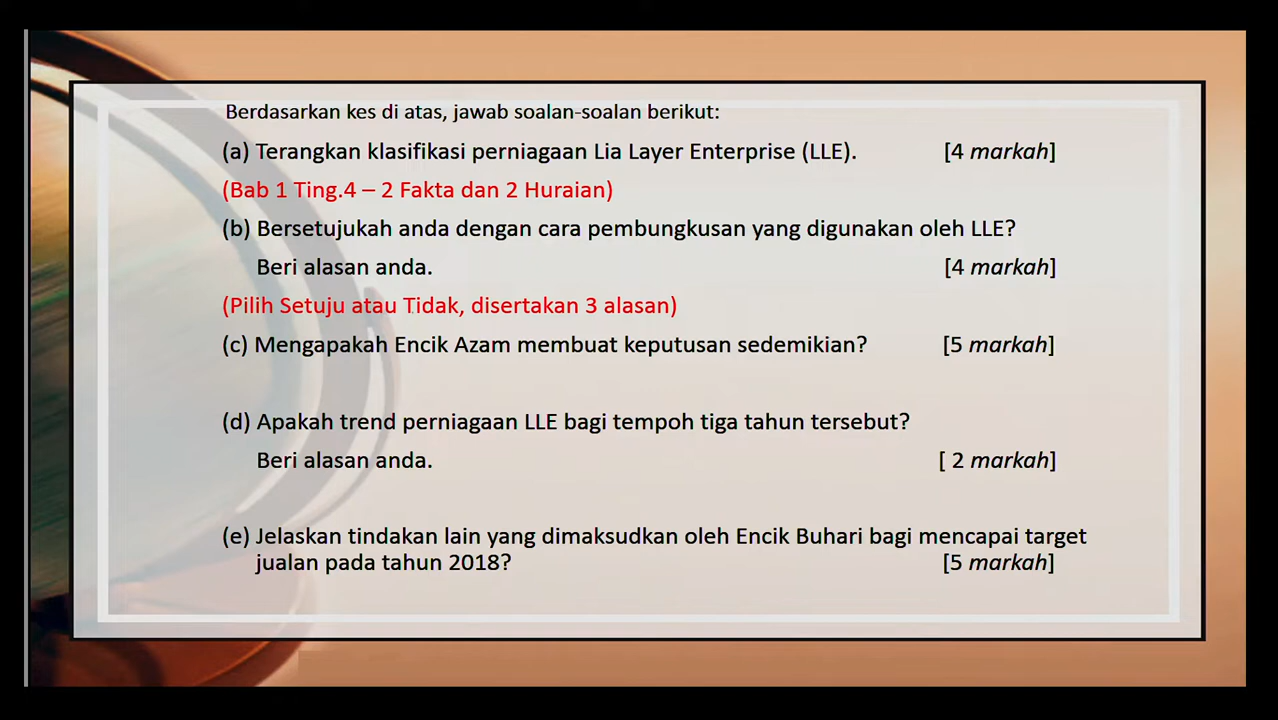 Berdasarkan kes di atas, jawab soalan-soalan berikut:
(a) Terangkan klasifikasi perniagaan Lia Layer Enterprise (LLE). [4 markah]
(Bab 1 Ting.4 – 2 Fakta dan 2 Huraian)
(b) Bersetujukah anda dengan cara pembungkusan yang digunakan oleh LLE?
Beri alasan anda. [4 markah]
(Pilih Setuju atau Tidak, disertakan 3 alasan)
(c) Mengapakah Encik Azam membuat keputusan sedemikian? [5 markah]
(d) Apakah trend perniagaan LLE bagi tempoh tiga tahun tersebut?
Beri alasan anda. [ 2 markah]
(e) Jelaskan tindakan lain yang dimaksudkan oleh Encik Buhari bagi mencapai target
jualan pada tahun 2018? [5 markah]